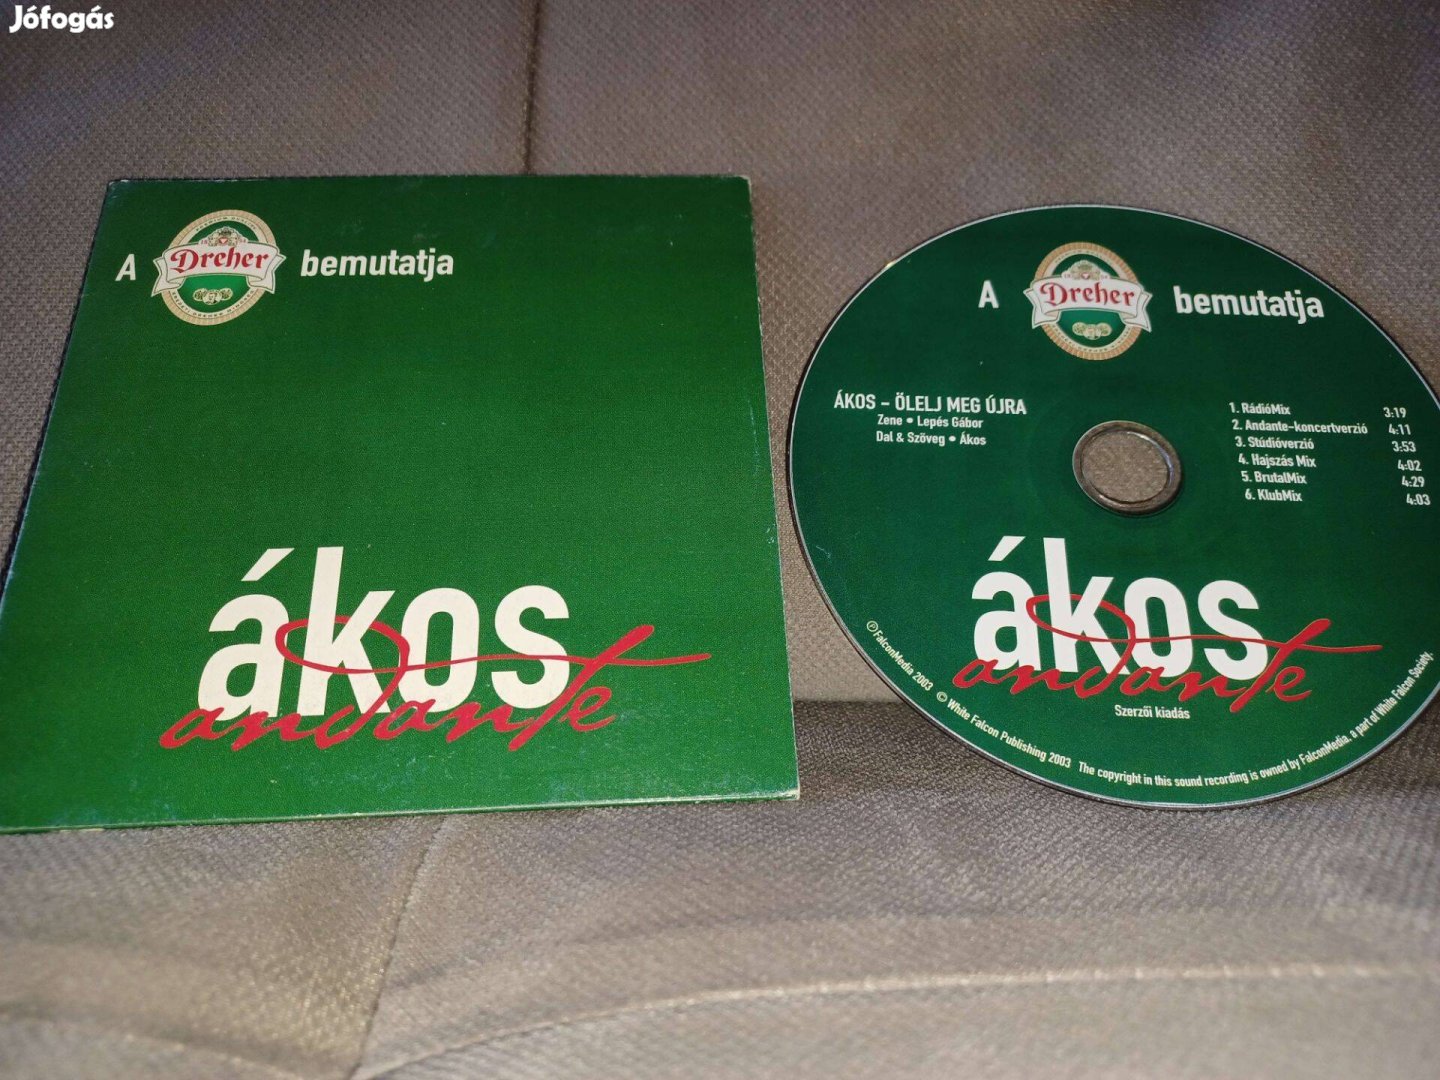 Jófogás
A Dreher bemutatja
ákos
andante
A Dreher bemutatja
ÁKOS - ÖLELJ MEG ÚJRA
Zene • Lepés Gábor
Dal & Szöveg • Ákos
1. RádióMix 3:19
2. Andante-koncertverzió 4:11
3. Stúdióverzió 3:53
4. Hajszás Mix 4:02
5. BrutalMix 4:29
6. KlubMix 4:03
ákos
andante
Szerzői kiadás
℗ FalconMedia 2003 © White Falcon Publishing 2003 The copyright in this sound recording is owned by FalconMedia, a part of White Falcon Society.